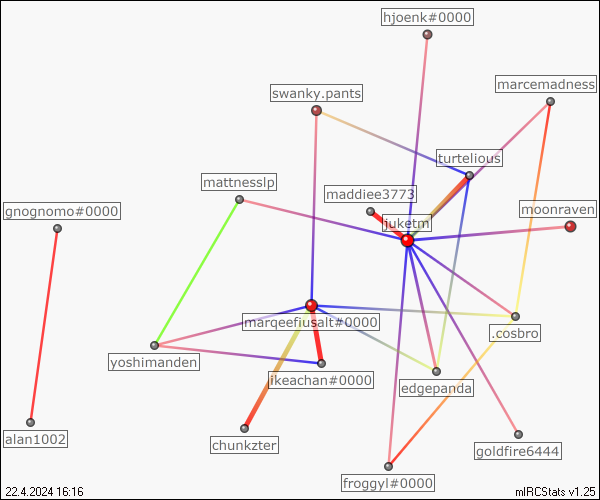 hjoenk#0000
marcemadness
swanky.pants
turtelious
mattnesslp
maddiee3773
gnognomo#0000
moonraven
juketm
marqeefiusalt#0000
.cosbro
yoshimanden
ikeachan#0000
edgepanda
alan1002
chunkzter
goldfire6444
froggyl#0000
22.4.2024 16:16
mIRCStats v1.25